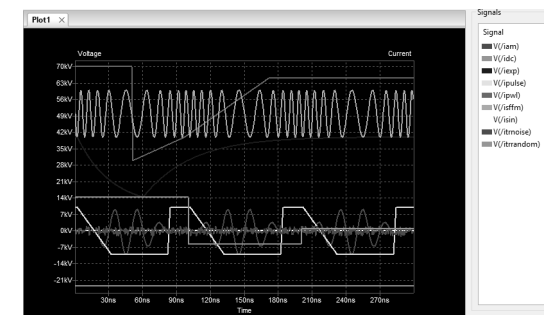 Plot1 ×
Signals
Voltage
Current
70kV
63kV
56kV
49kV
42kV
35kV
28kV
21kV
14kV
7kV
0kV
-7kV
-14kV
-21kV
30ns 60ns 90ns 120ns 150ns 180ns 210ns 240ns 270ns
Time
Signal
V(/iam)
V(/idc)
V(/iexp)
V(/ipulse)
V(/ipwl)
V(/isffm)
V(/isin)
V(/itrnoise)
V(/itrrandom)